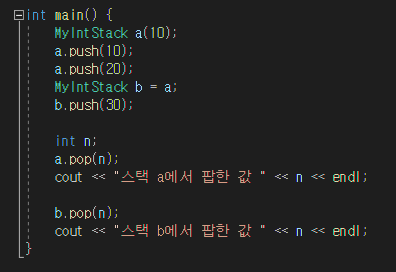 int main() {
MyIntStack a(10);
a.push(10);
a.push(20);
MyIntStack b = a;
b.push(30);
int n;
a.pop(n);
cout << "스택 a에서 팝한 값 " << n << endl;
b.pop(n);
cout << "스택 b에서 팝한 값 " << n << endl;
}